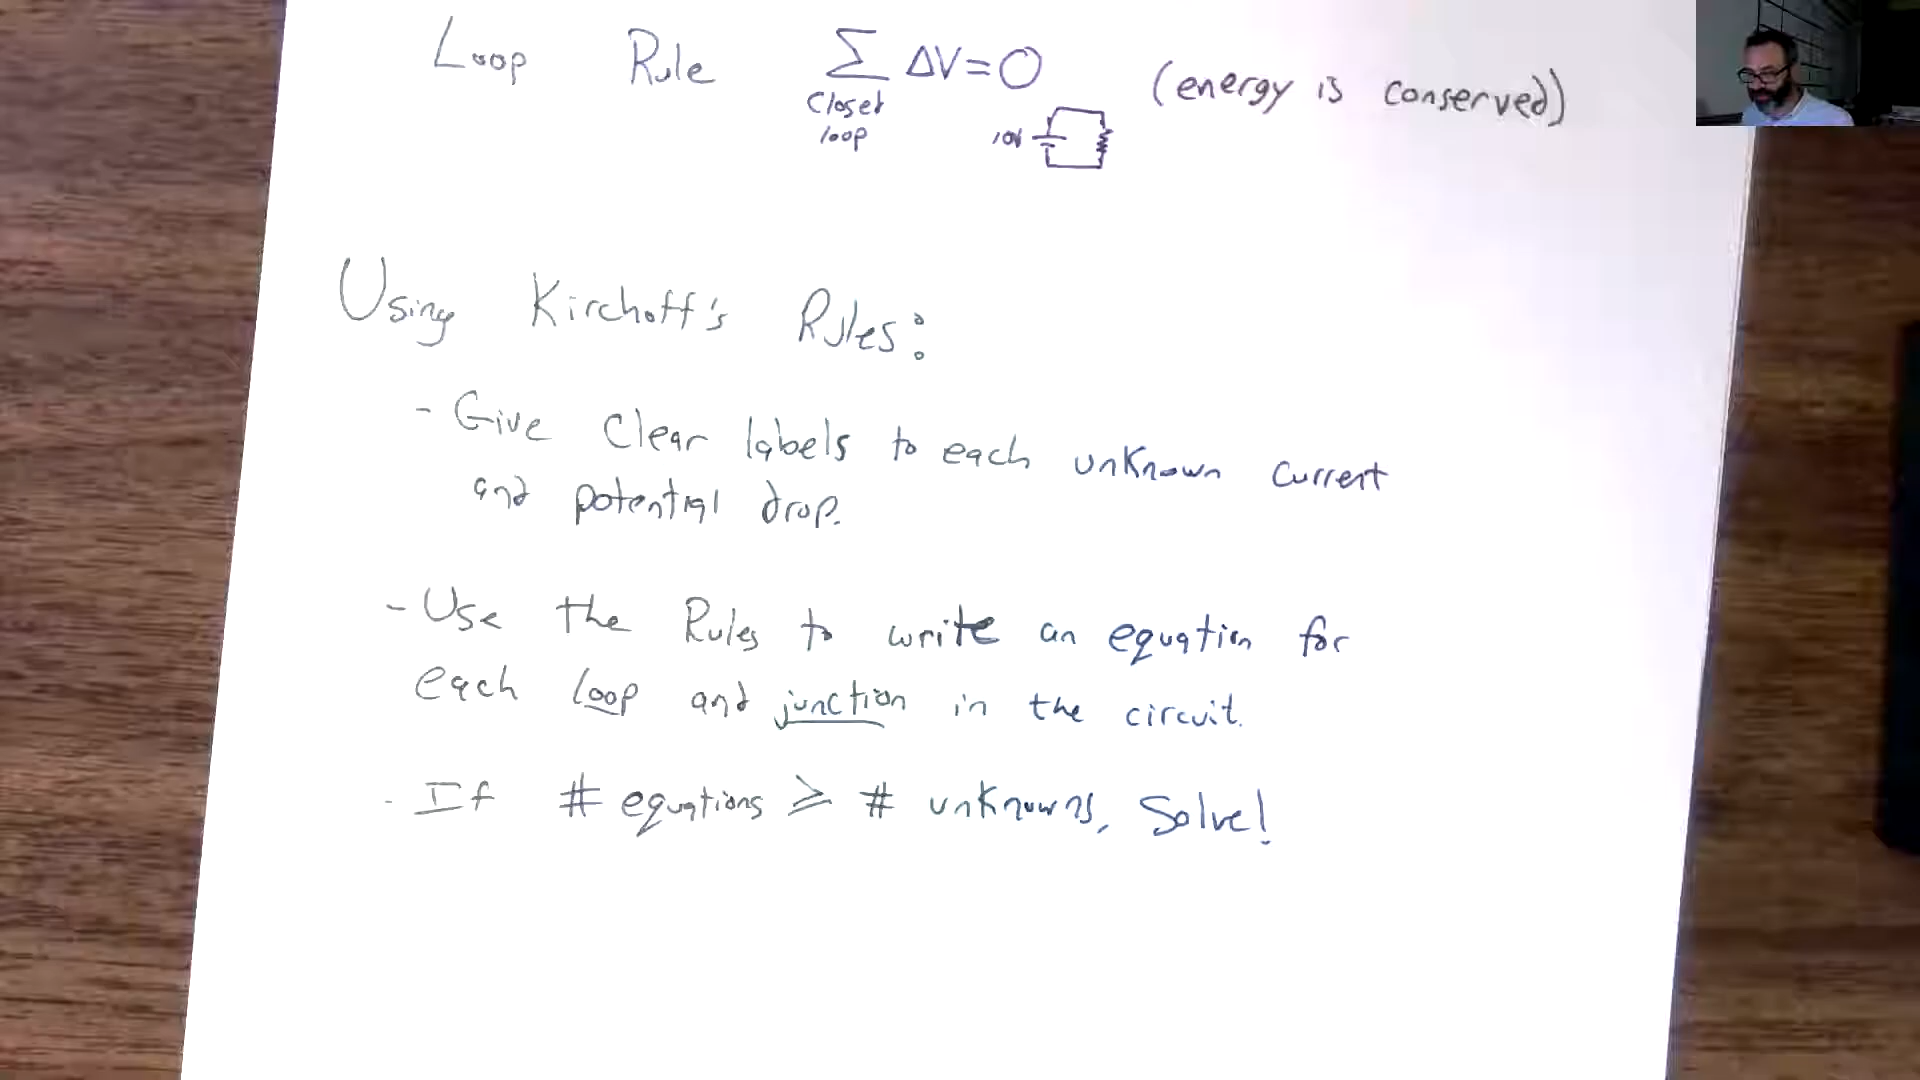 Loop Rule ∑ ΔV=0 (energy is conserved)
Closed
loop 10V
Using Kirchoff's Rules:
- Give Clear labels to each unknown current
and potential drop.
- Use the Rules to write an equation for
each loop and junction in the circuit.
- If # equations ≥ # unknowns, Solve!